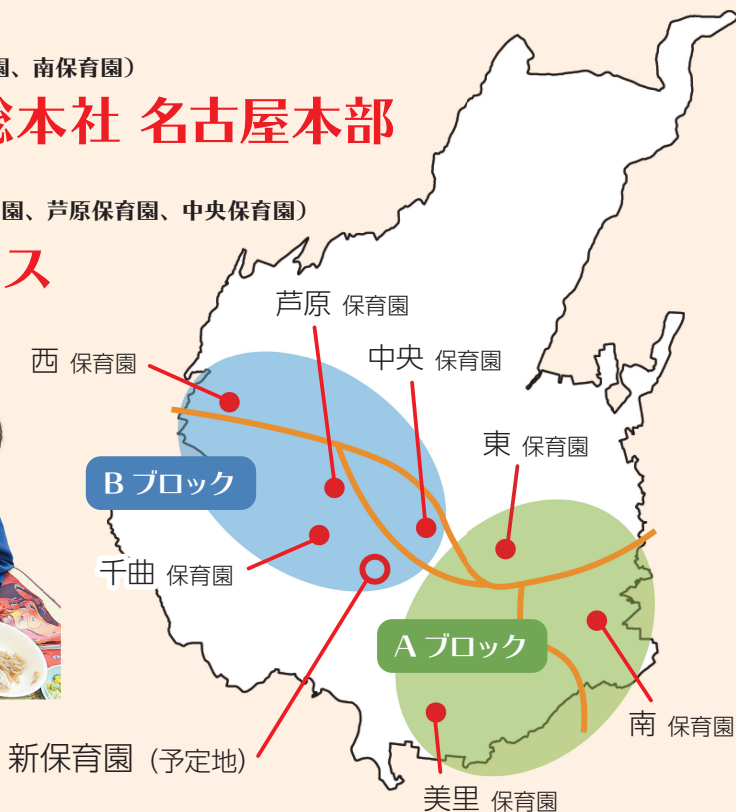 園、南保育園)
総本社 名古屋本部
園、芦原保育園、中央保育園)
ス
芦原 保育園
中央 保育園
西 保育園
東 保育園
B ブロック
千曲 保育園
A ブロック
南 保育園
新保育園 (予定地)
美里 保育園